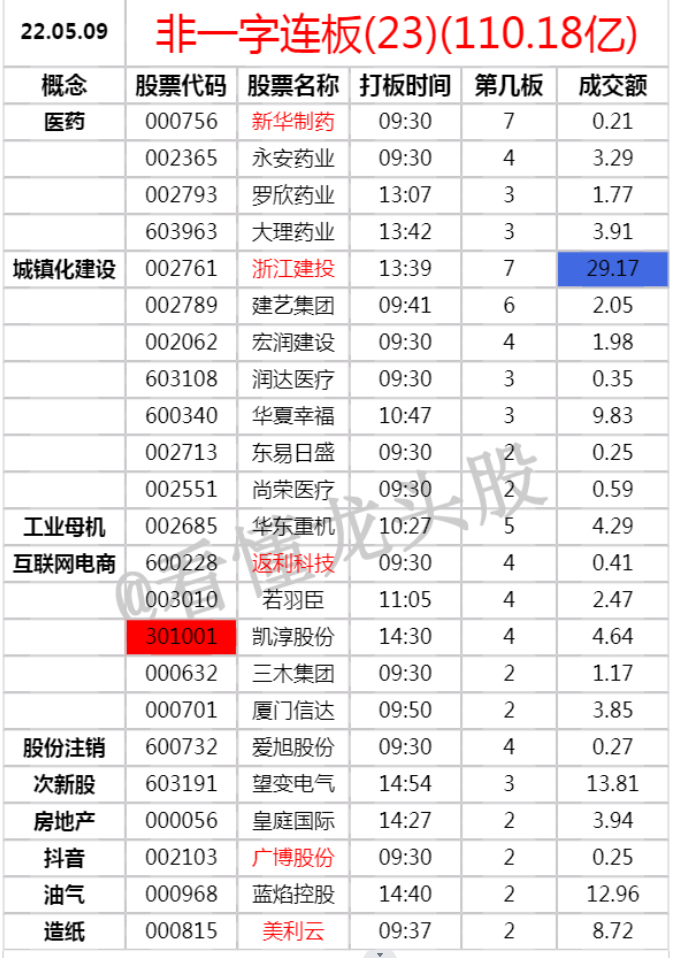 22.05.09 非一字连板(23)(110.18亿)
概念 股票代码 股票名称 打板时间 第几板 成交额
医药 000756 新华制药 09:30 7 0.21
002365 永安药业 09:30 4 3.29
002793 罗欣药业 13:07 3 1.77
603963 大理药业 13:42 3 3.91
城镇化建设 002761 浙江建投 13:39 7 29.17
002789 建艺集团 09:41 6 2.05
002062 宏润建设 09:30 4 1.98
603108 润达医疗 09:30 3 0.35
600340 华夏幸福 10:47 3 9.83
002713 东易日盛 09:30 2 0.25
002551 尚荣医疗 09:30 2 0.59
工业母机 002685 华东重机 10:27 5 4.29
互联网电商 600228 返利科技 09:30 4 0.41
003010 若羽臣 11:05 4 2.47
301001 凯淳股份 14:30 4 4.64
000632 三木集团 09:30 2 1.17
000701 厦门信达 09:50 2 3.85
股份注销 600732 爱旭股份 09:30 4 0.27
次新股 603191 望变电气 14:54 3 13.81
房地产 000056 皇庭国际 14:27 2 3.94
抖音 002103 广博股份 09:30 2 0.25
油气 000968 蓝焰控股 14:40 2 12.96
造纸 000815 美利云 09:37 2 8.72
@看懂龙头股